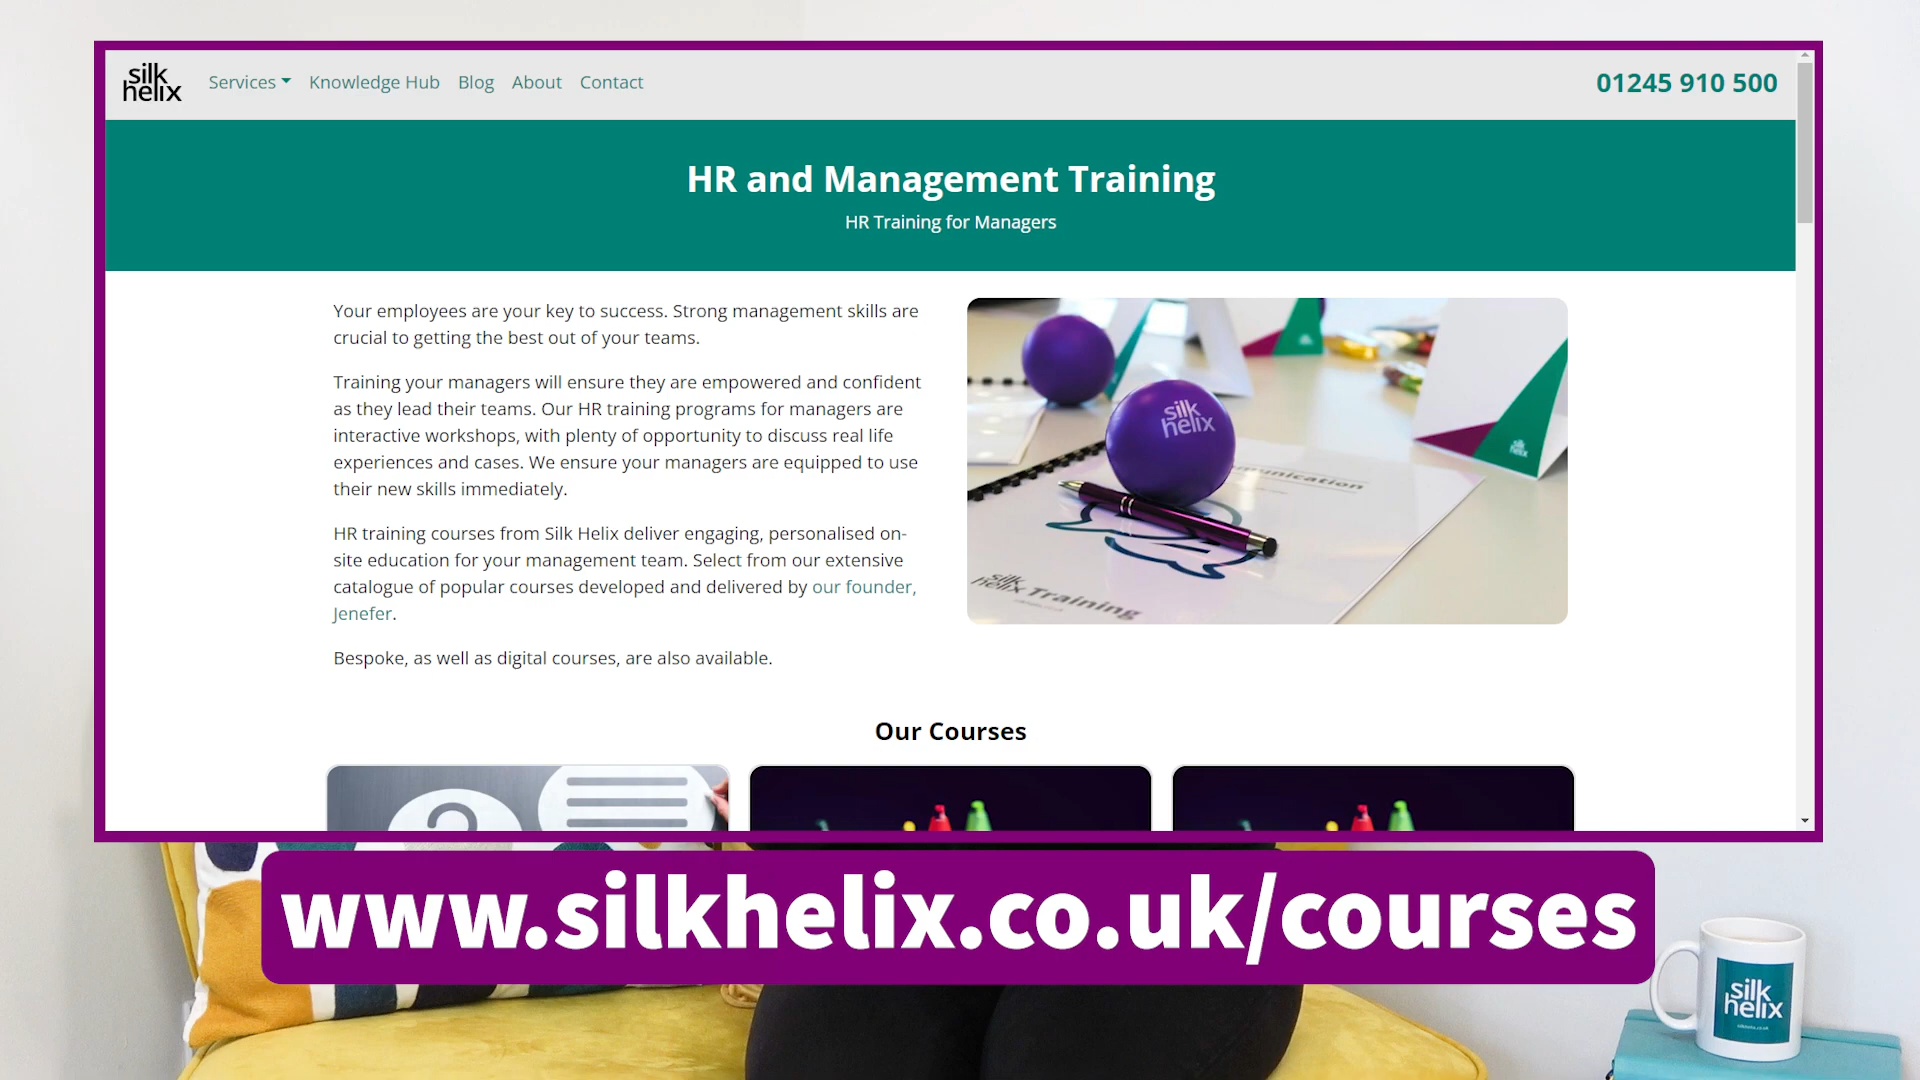 silk
helix
Services
Knowledge Hub
Blog
About
Contact
01245 910 500
HR and Management Training
HR Training for Managers
Your employees are your key to success. Strong management skills are
crucial to getting the best out of your teams.
Training your managers will ensure they are empowered and confident
as they lead their teams. Our HR training programs for managers are
interactive workshops, with plenty of opportunity to discuss real life
experiences and cases. We ensure your managers are equipped to use
their new skills immediately.
HR training courses from Silk Helix deliver engaging, personalised on-
site education for your management team. Select from our extensive
catalogue of popular courses developed and delivered by our founder,
Jenefer.
Bespoke, as well as digital courses, are also available.
silk
helix
silk
helix
silk
helix Training
Our Courses
?
www.silkhelix.co.uk/courses
silk
helix